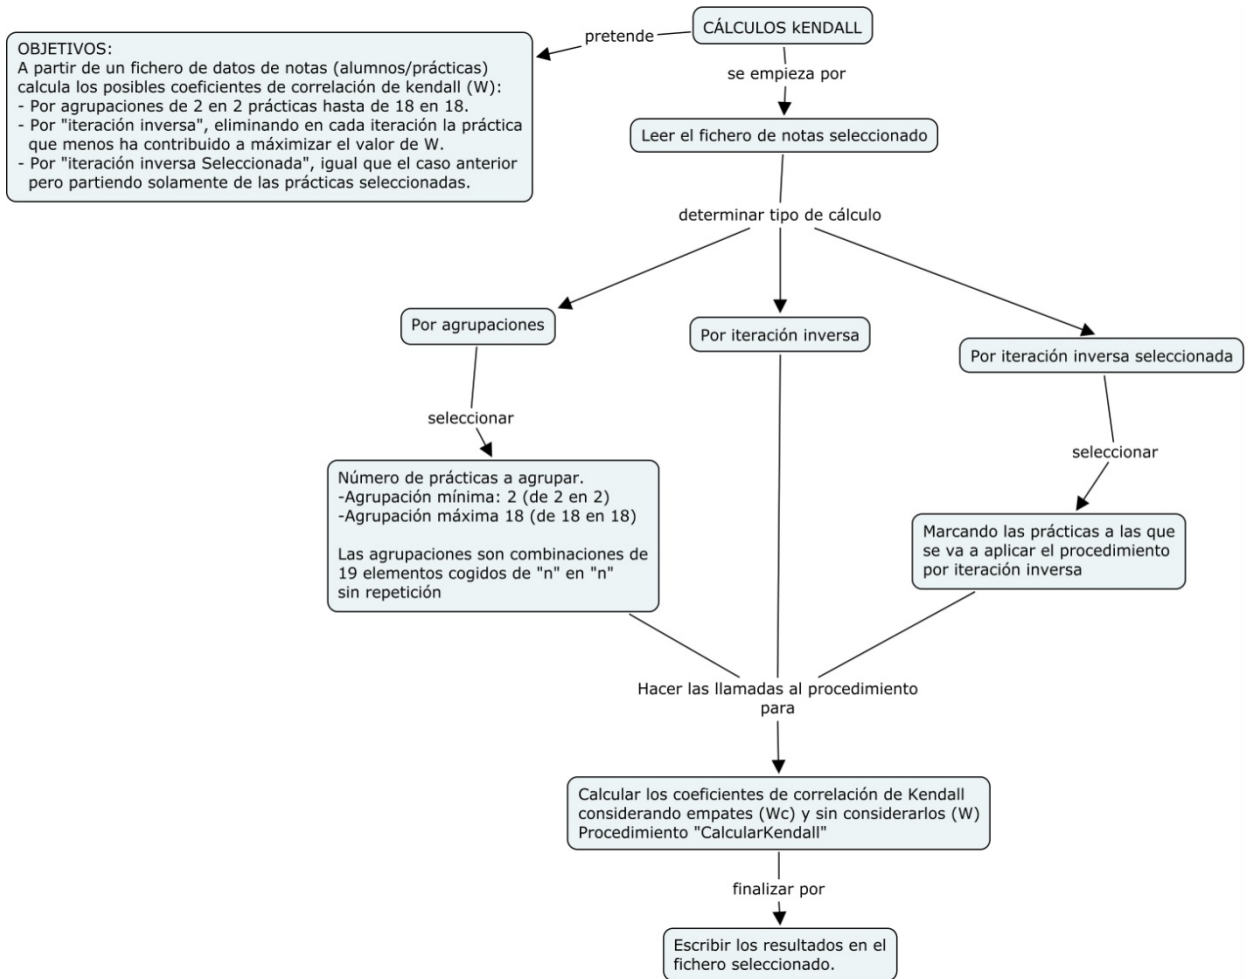 CÁLCULOS kENDALL
pretende
OBJETIVOS:
A partir de un fichero de datos de notas (alumnos/prácticas)
calcula los posibles coeficientes de correlación de kendall (W):
- Por agrupaciones de 2 en 2 prácticas hasta de 18 en 18.
- Por "iteración inversa", eliminando en cada iteración la práctica
que menos ha contribuido a máximizar el valor de W.
- Por "iteración inversa Seleccionada", igual que el caso anterior
pero partiendo solamente de las prácticas seleccionadas.
se empieza por
Leer el fichero de notas seleccionado
determinar tipo de cálculo
Por agrupaciones
Por iteración inversa
Por iteración inversa seleccionada
seleccionar
seleccionar
Número de prácticas a agrupar.
-Agrupación mínima: 2 (de 2 en 2)
-Agrupación máxima 18 (de 18 en 18)
Las agrupaciones son combinaciones de
19 elementos cogidos de "n" en "n"
sin repetición
Marcando las prácticas a las que
se va a aplicar el procedimiento
por iteración inversa
Hacer las llamadas al procedimiento
para
Calcular los coeficientes de correlación de Kendall
considerando empates (Wc) y sin considerarlos (W)
Procedimiento "CalcularKendall"
finalizar por
Escribir los resultados en el
fichero seleccionado.